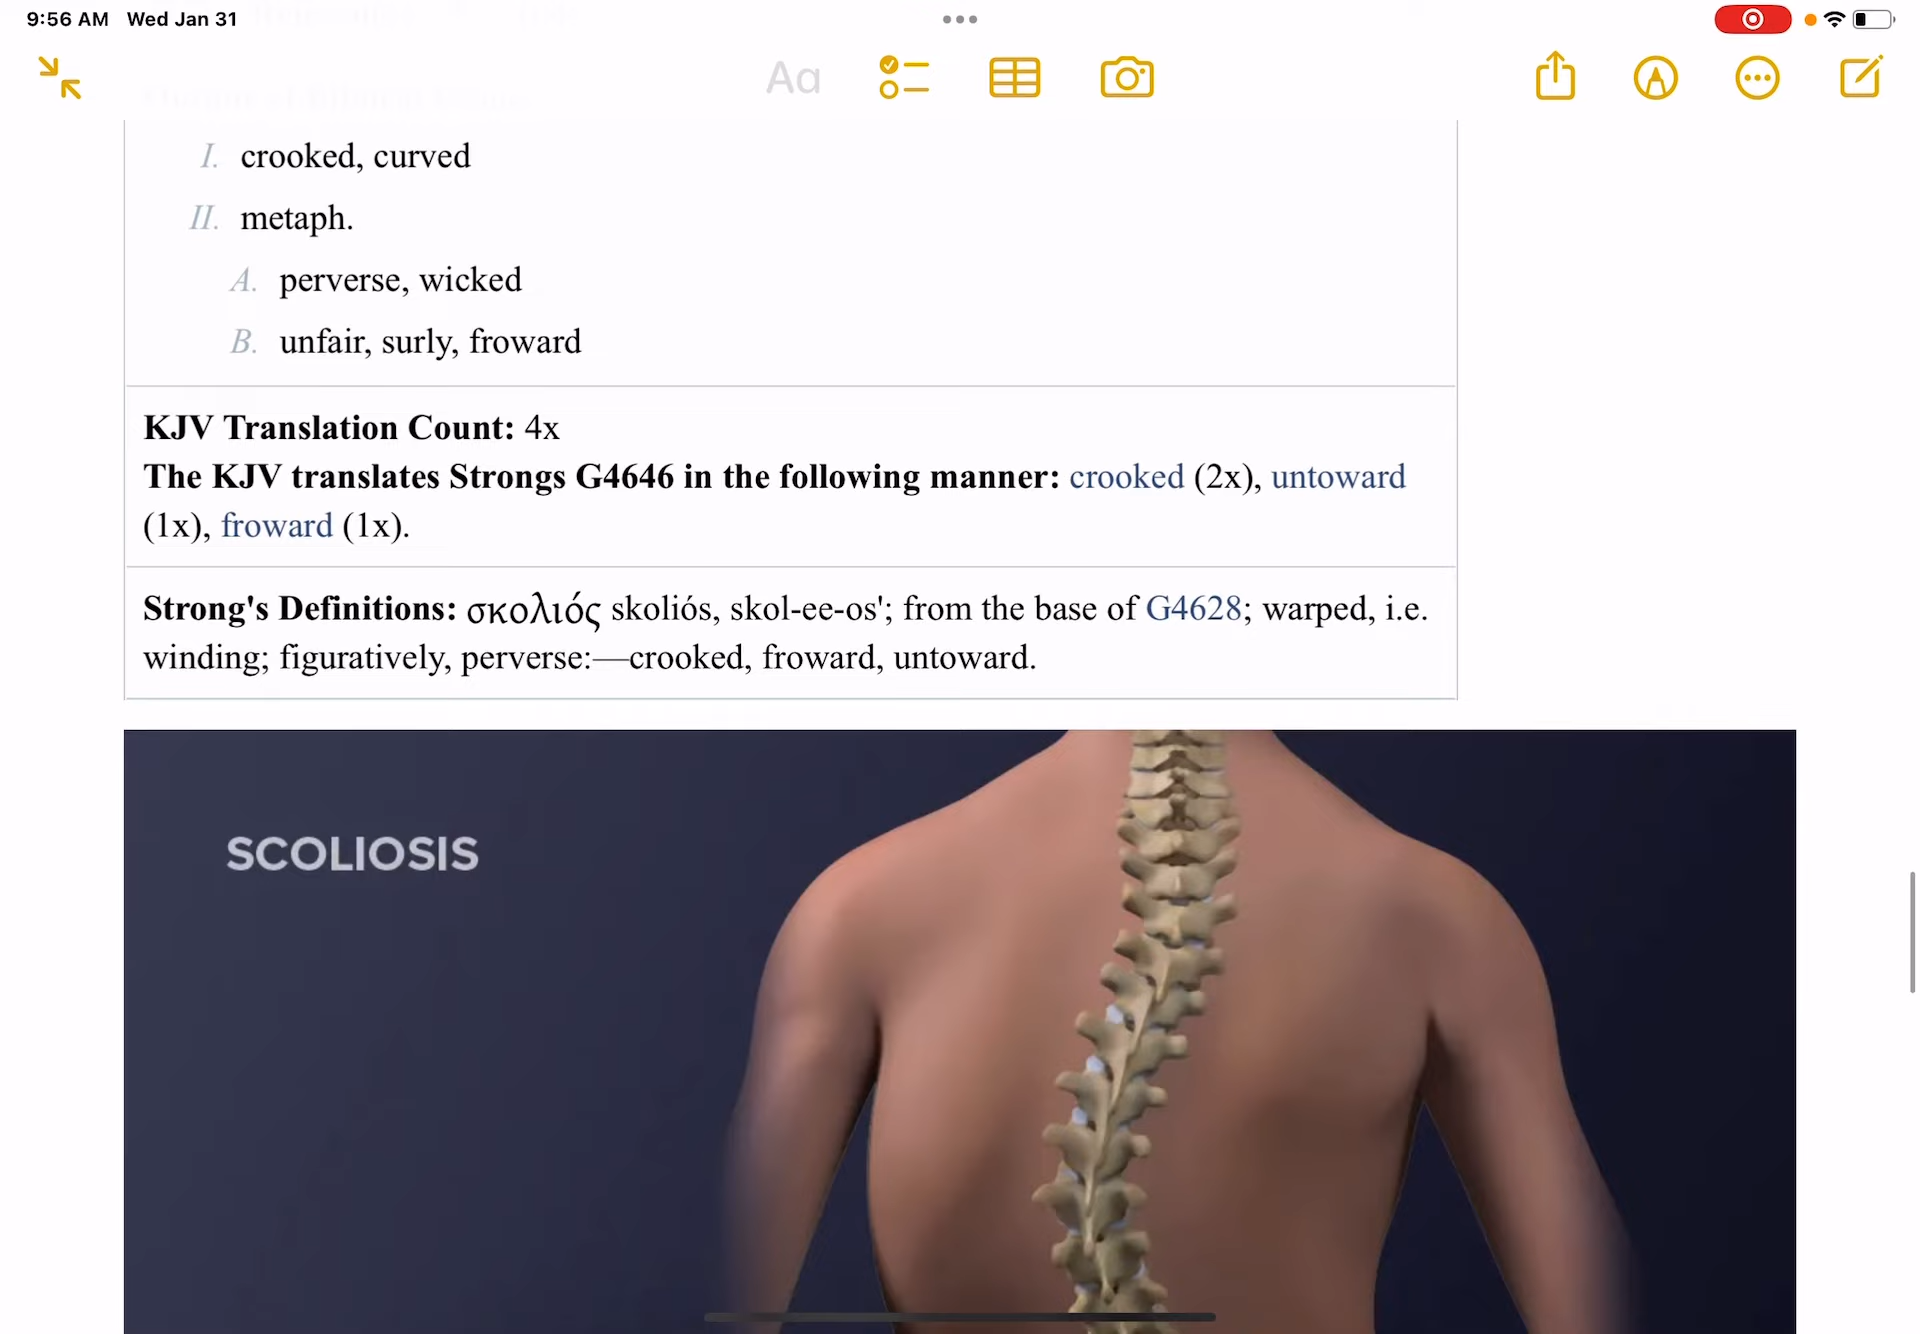 9:56 AM Wed Jan 31
Aa
I. crooked, curved
II. metaph.
A. perverse, wicked
B. unfair, surly, froward
KJV Translation Count: 4x
The KJV translates Strongs G4646 in the following manner: crooked (2x), untoward
(1x), froward (1x).
Strong's Definitions: σκολιός skoliós, skol-ee-os'; from the base of G4628; warped, i.e.
winding; figuratively, perverse:—crooked, froward, untoward.
SCOLIOSIS